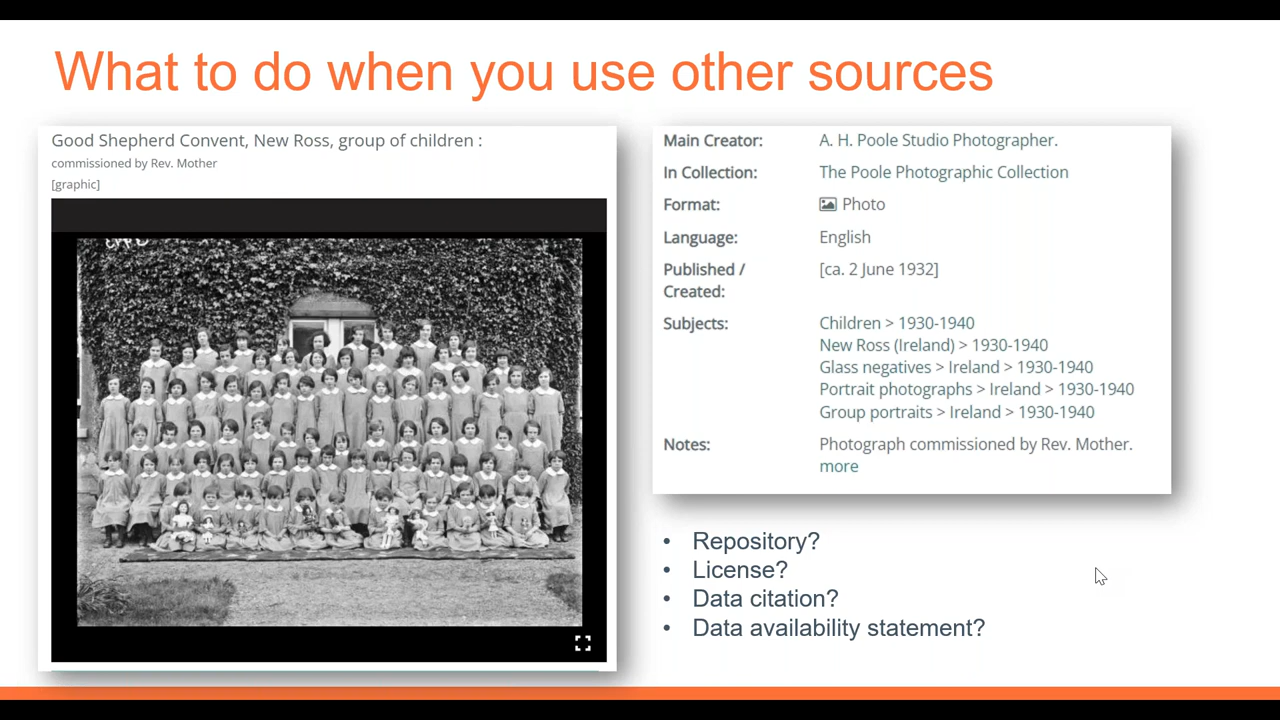 What to do when you use other sources
Good Shepherd Convent, New Ross, group of children :
commissioned by Rev. Mother
[graphic]
Main Creator: A. H. Poole Studio Photographer.
In Collection: The Poole Photographic Collection
Format: Photo
Language: English
Published / Created: [ca. 2 June 1932]
Subjects: Children > 1930-1940
New Ross (Ireland) > 1930-1940
Glass negatives > Ireland > 1930-1940
Portrait photographs > Ireland > 1930-1940
Group portraits > Ireland > 1930-1940
Notes: Photograph commissioned by Rev. Mother.
more
• Repository?
• License?
• Data citation?
• Data availability statement?